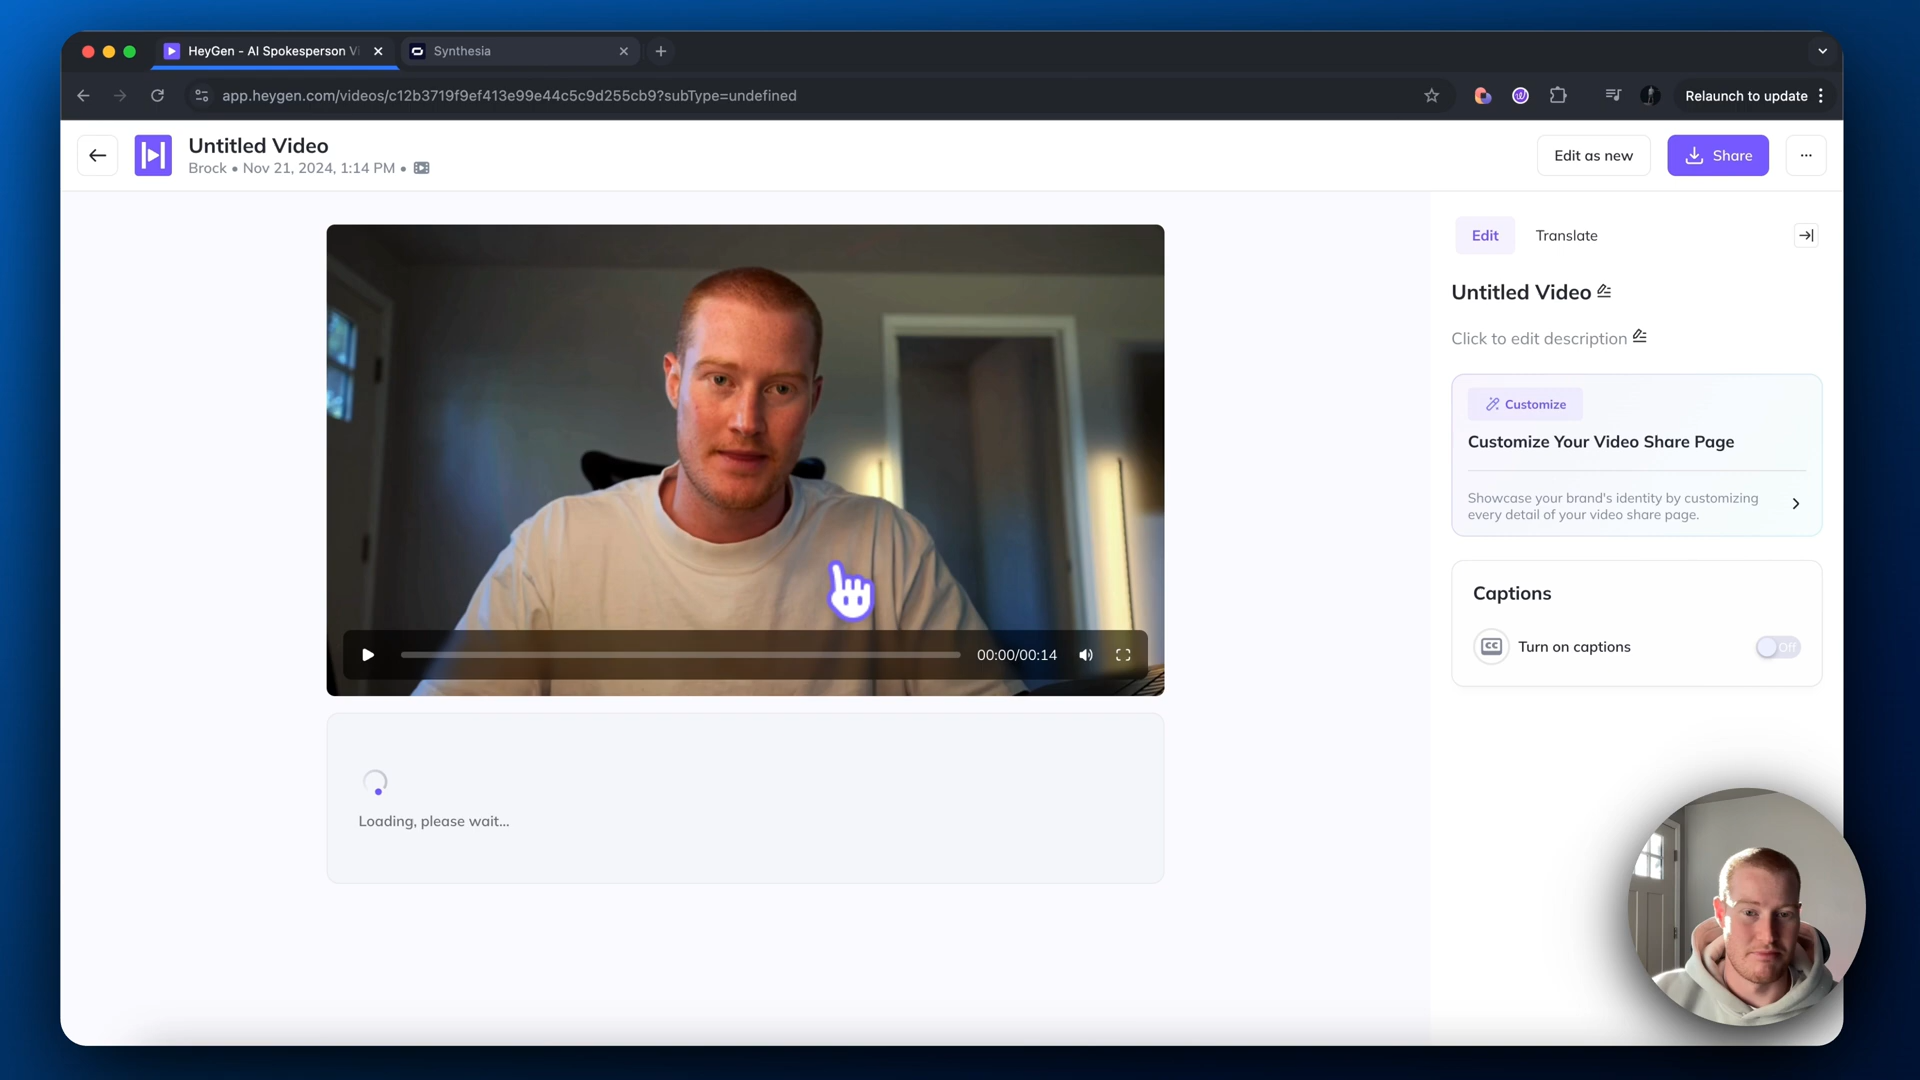 HeyGen - AI Spokesperson Vi
Synthesia
app.heygen.com/videos/c12b3719f9ef413e99e44c5c9d255cb9?subType=undefined
Relaunch to update
Untitled Video
Brock • Nov 21, 2024, 1:14 PM •
Edit as new
Share
Edit
Translate
Untitled Video
Click to edit description
Customize
Customize Your Video Share Page
Showcase your brand's identity by customizing
every detail of your video share page.
Captions
CC
Turn on captions
Off
00:00/00:14
Loading, please wait...